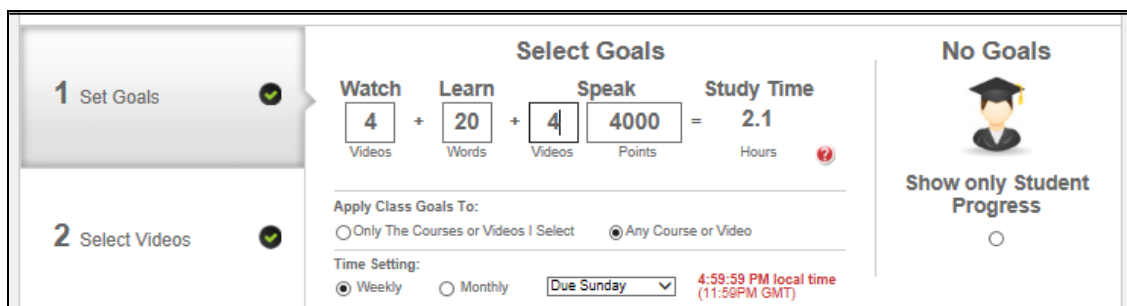 1 Set Goals
2 Select Videos
Select Goals
Watch Learn Speak Study Time
4 + 20 + 4 4000 = 2.1
Videos Words Videos Points Hours ?
Apply Class Goals To:
Only The Courses or Videos I Select Any Course or Video
Time Setting:
Weekly Monthly Due Sunday 4:59:59 PM local time
(11:59PM GMT)
No Goals
Show only Student
Progress